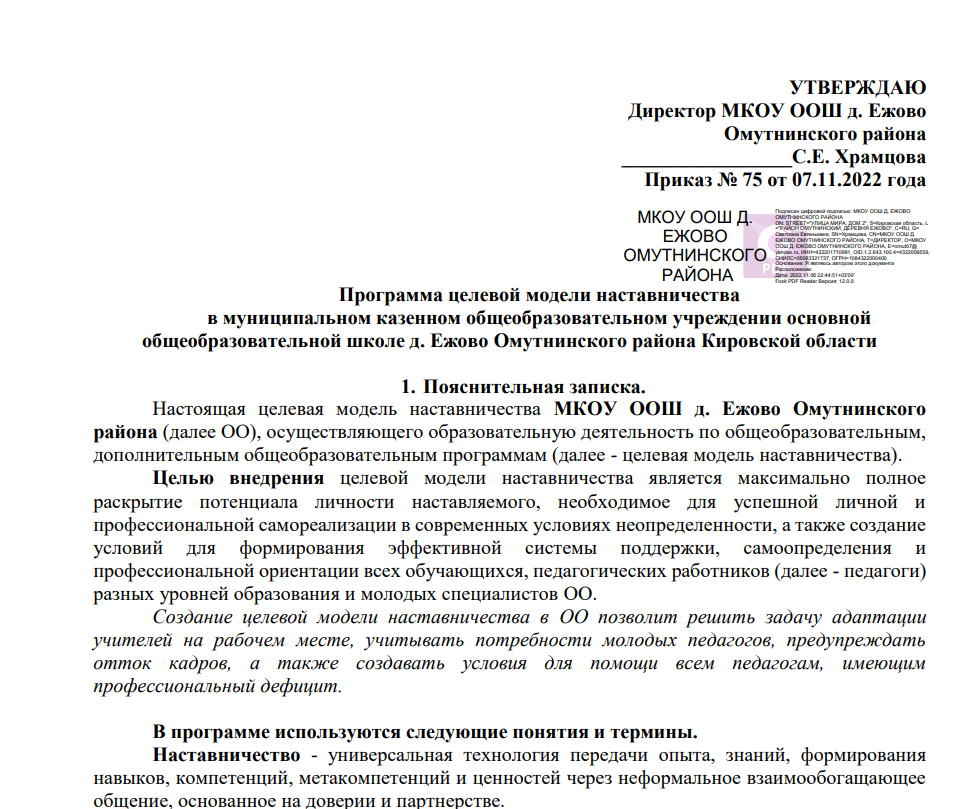 УТВЕРЖДАЮ
Директор МКОУ ООШ д. Ежово
Омутнинского района
_________________С.Е. Храмцова
Приказ № 75 от 07.11.2022 года
МКОУ ООШ Д.
ЕЖОВО
ОМУТНИНСКОГО
РАЙОНА
Подписан цифровой подписью: МКОУ ООШ Д. ЕЖОВО
ОМУТНИНСКОГО РАЙОНА
DN: STREET="УЛИЦА МИРА, ДОМ 2", S=Кировская область, L
="РАЙОН ОМУТНИНСКИЙ, ДЕРЕВНЯ ЕЖОВО", C=RU, G=
Светлана Евгеньевна, SN=Храмцова, CN=МКОУ ООШ Д.
ЕЖОВО ОМУТНИНСКОГО РАЙОНА, T=ДИРЕКТОР, O=МКОУ
ООШ Д. ЕЖОВО ОМУТНИНСКОГО РАЙОНА,
Основание: Я являюсь автором этого документа
Расположение:
Дата: 2022.11.06 22:44:51+03'00'
Foxit PDF Reader Версия: 12.0.0
Программа целевой модели наставничества
в муниципальном казенном общеобразовательном учреждении основной
общеобразовательной школе д. Ежово Омутнинского района Кировской области
1. Пояснительная записка.
Настоящая целевая модель наставничества МКОУ ООШ д. Ежово Омутнинского
района (далее ОО), осуществляющего образовательную деятельность по общеобразовательным,
дополнительным общеобразовательным программам (далее - целевая модель наставничества).
Целью внедрения целевой модели наставничества является максимально полное
раскрытие потенциала личности наставляемого, необходимое для успешной личной и
профессиональной самореализации в современных условиях неопределенности, а также создание
условий для формирования эффективной системы поддержки, самоопределения и
профессиональной ориентации всех обучающихся, педагогических работников (далее - педагоги)
разных уровней образования и молодых специалистов ОО.
Создание целевой модели наставничества в ОО позволит решить задачу адаптации
учителей на рабочем месте, учитывать потребности молодых педагогов, предупреждать
отток кадров, а также создавать условия для помощи всем педагогам, имеющим
профессиональный дефицит.
В программе используются следующие понятия и термины.
Наставничество - универсальная технология передачи опыта, знаний, формирования
навыков, компетенций, метакомпетенций и ценностей через неформальное взаимообогащающее
общение, основанное на доверии и партнерстве.